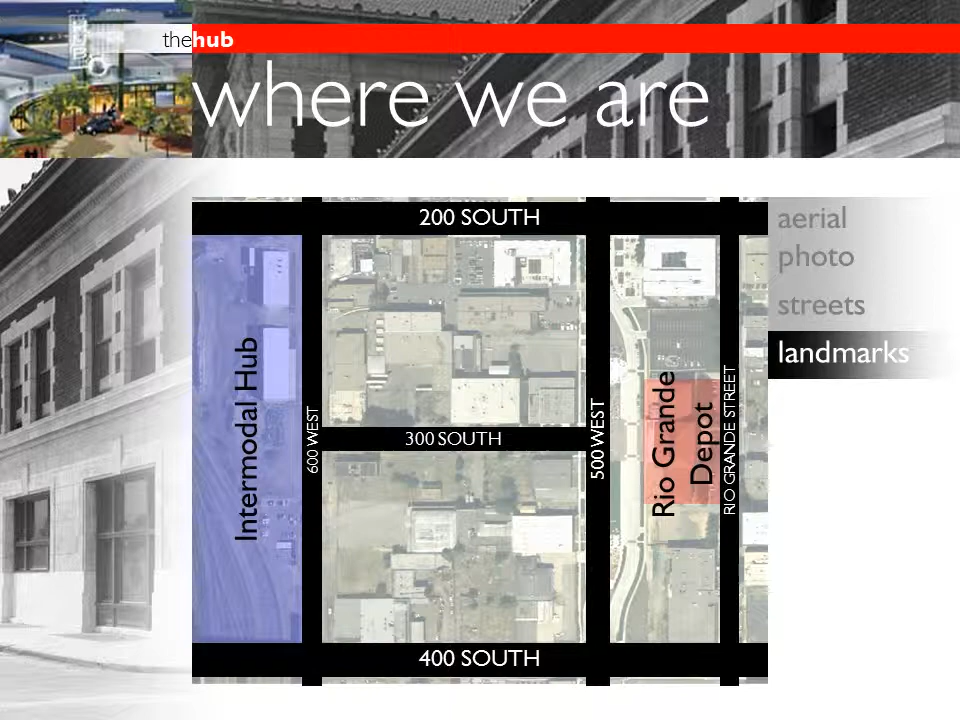 thehub
where we are
200 SOUTH
aerial
photo
streets
landmarks
Intermodal Hub
600 WEST
300 SOUTH
500 WEST
Rio Grande
Depot
RIO GRANDE STREET
400 SOUTH